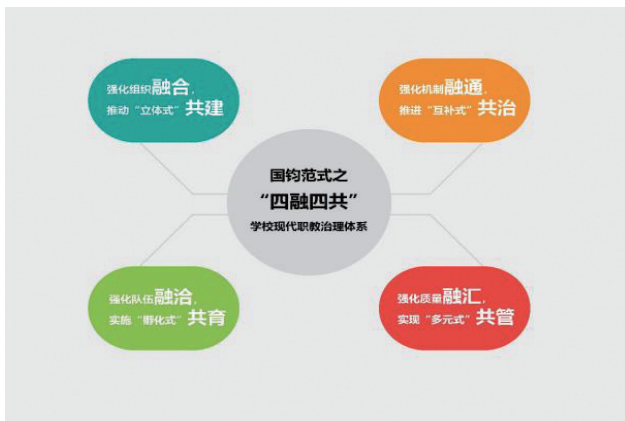 强化组织融合，
推动“立体式”共建
强化机制融通，
推进“互补式”共治
国钧范式之
“四融四共”
学校现代职教治理体系
强化队伍融洽，
实施“孵化式”共育
强化质量融汇，
实现“多元式”共管